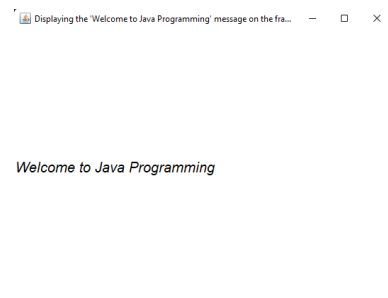 Displaying the 'Welcome to Java Programming' message on the fra...
Welcome to Java Programming